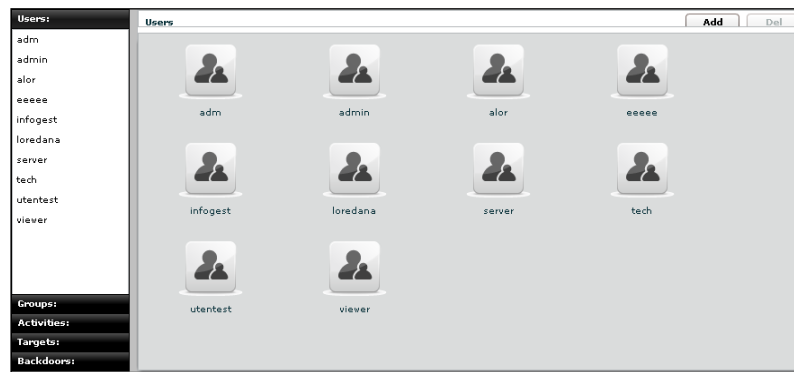 Users:
adm
admin
alor
eeeee
infogest
loredana
server
tech
utentest
viewer
Groups:
Activities:
Targets:
Backdoors:
Users
Add Del
adm admin alor eeeee
infogest loredana server tech
utentest viewer